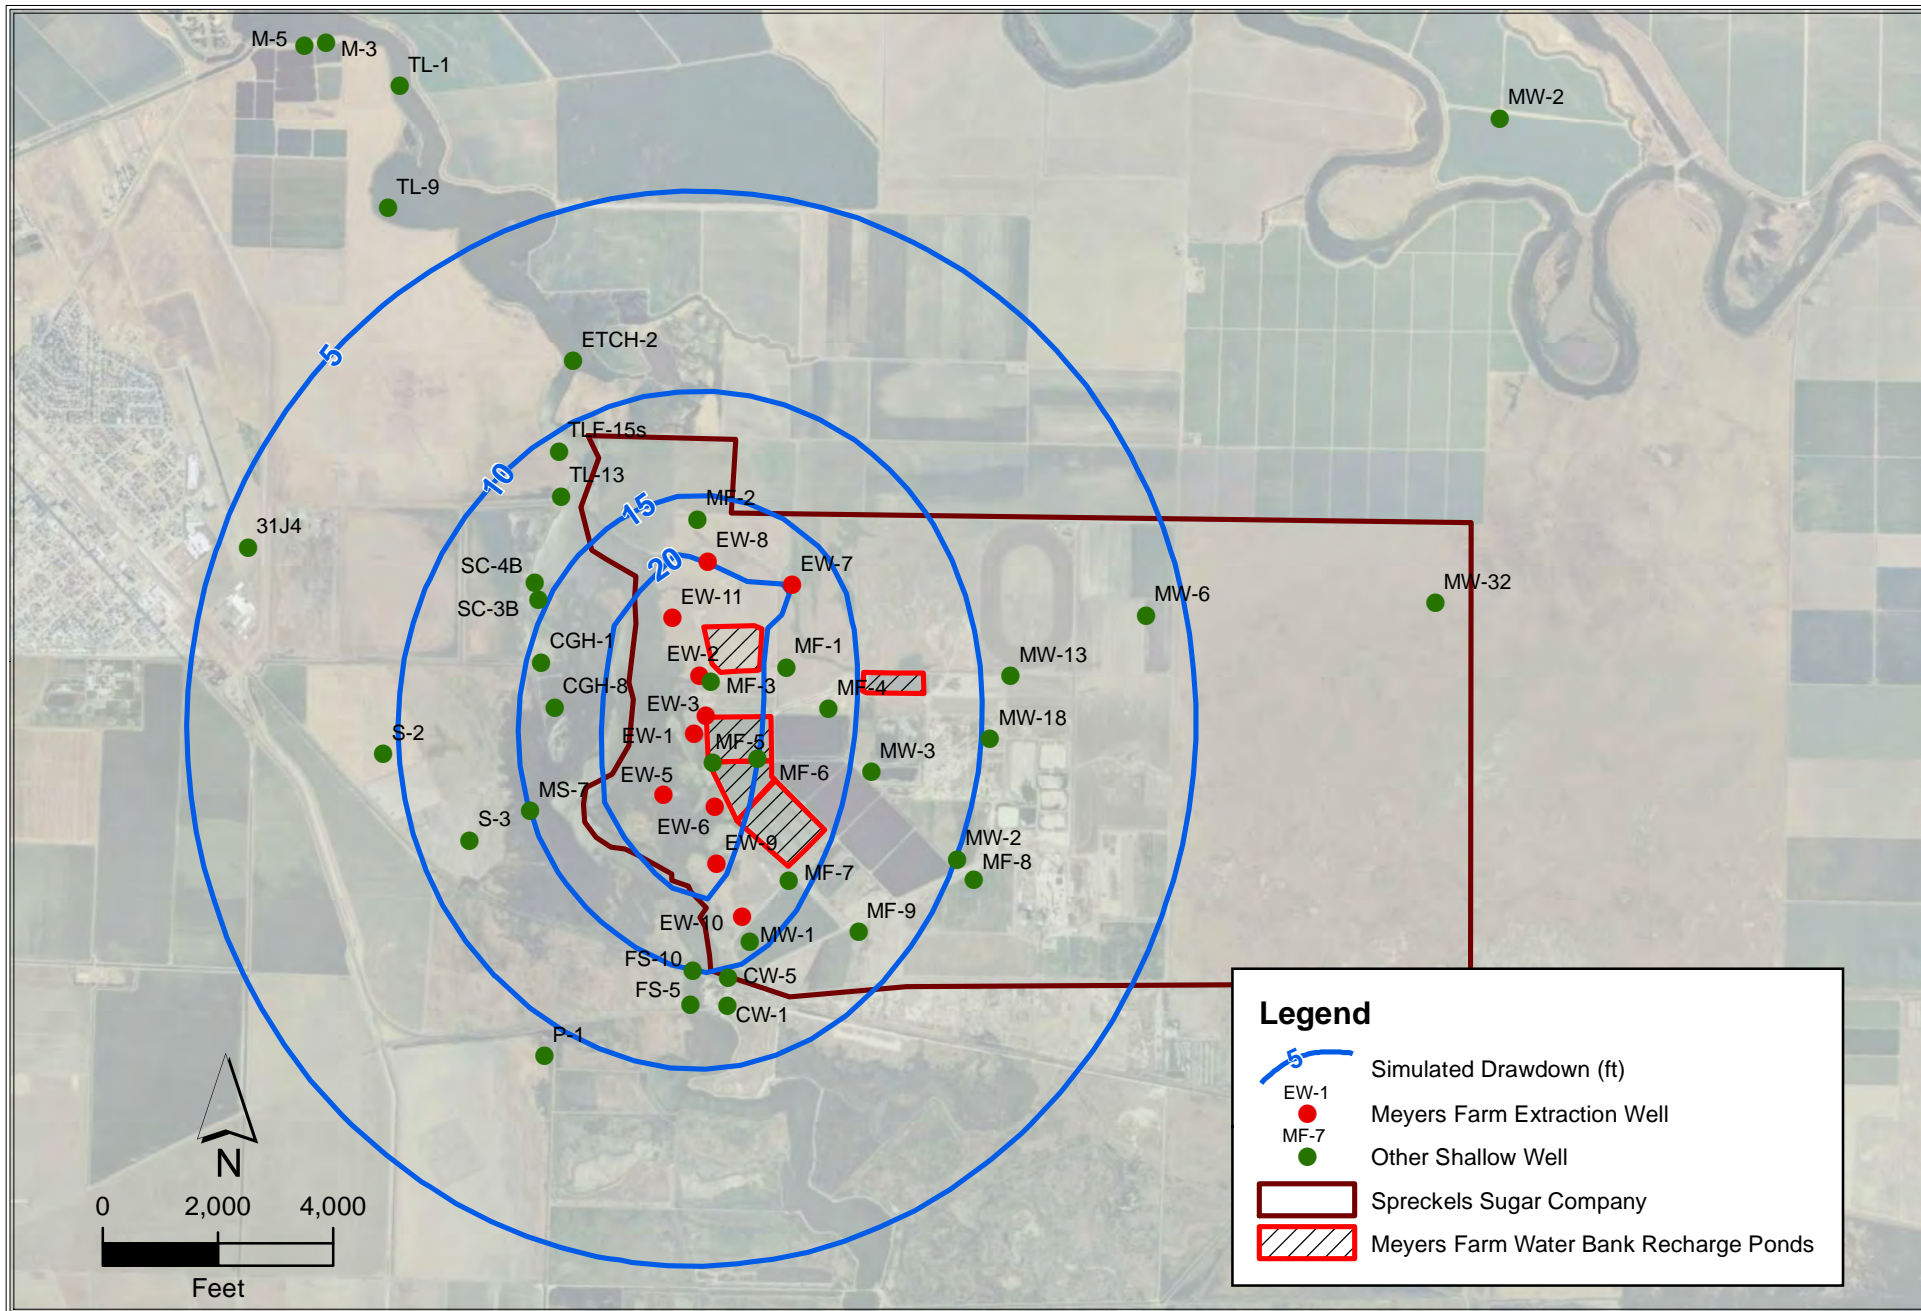 M-5
M-3
TL-1
MW-2
TL-9
5
ETCH-2
TLF-15s
10
TL-13
15
MF-2
31J4
EW-8
20
EW-7
SC-4B
EW-11
MW-6
MW-32
SC-3B
CGH-1
EW-2
MF-1
MW-13
MF-3
MF-4
CGH-8
EW-3
S-2
EW-1
MW-18
MF-5
MW-3
EW-5
MF-6
MS-7
S-3
EW-6
EW-9
MW-2
MF-8
MF-7
EW-10
MF-9
MW-1
FS-10
CW-5
FS-5
CW-1
P-1
N
0 2,000 4,000
Feet
Legend
5
Simulated Drawdown (ft)
EW-1
Meyers Farm Extraction Well
MF-7
Other Shallow Well
Spreckels Sugar Company
Meyers Farm Water Bank Recharge Ponds